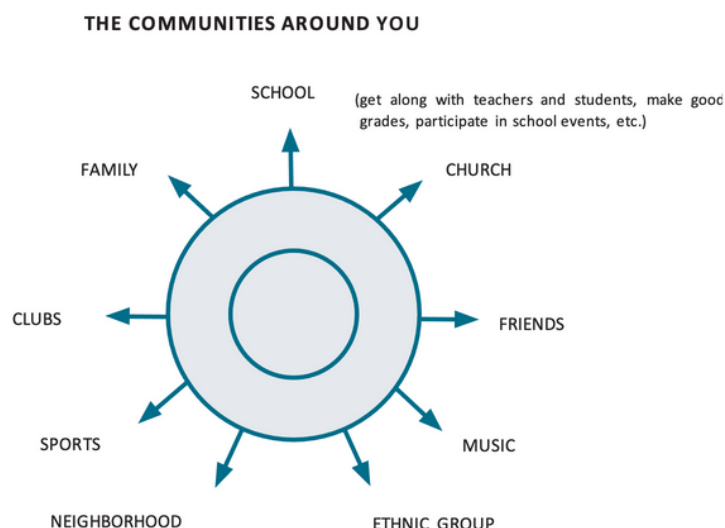 THE COMMUNITIES AROUND YOU
SCHOOL
(get along with teachers and students, make good
grades, participate in school events, etc.)
FAMILY
CHURCH
CLUBS
FRIENDS
SPORTS
MUSIC
NEIGHBORHOOD
ETHNIC GROUP